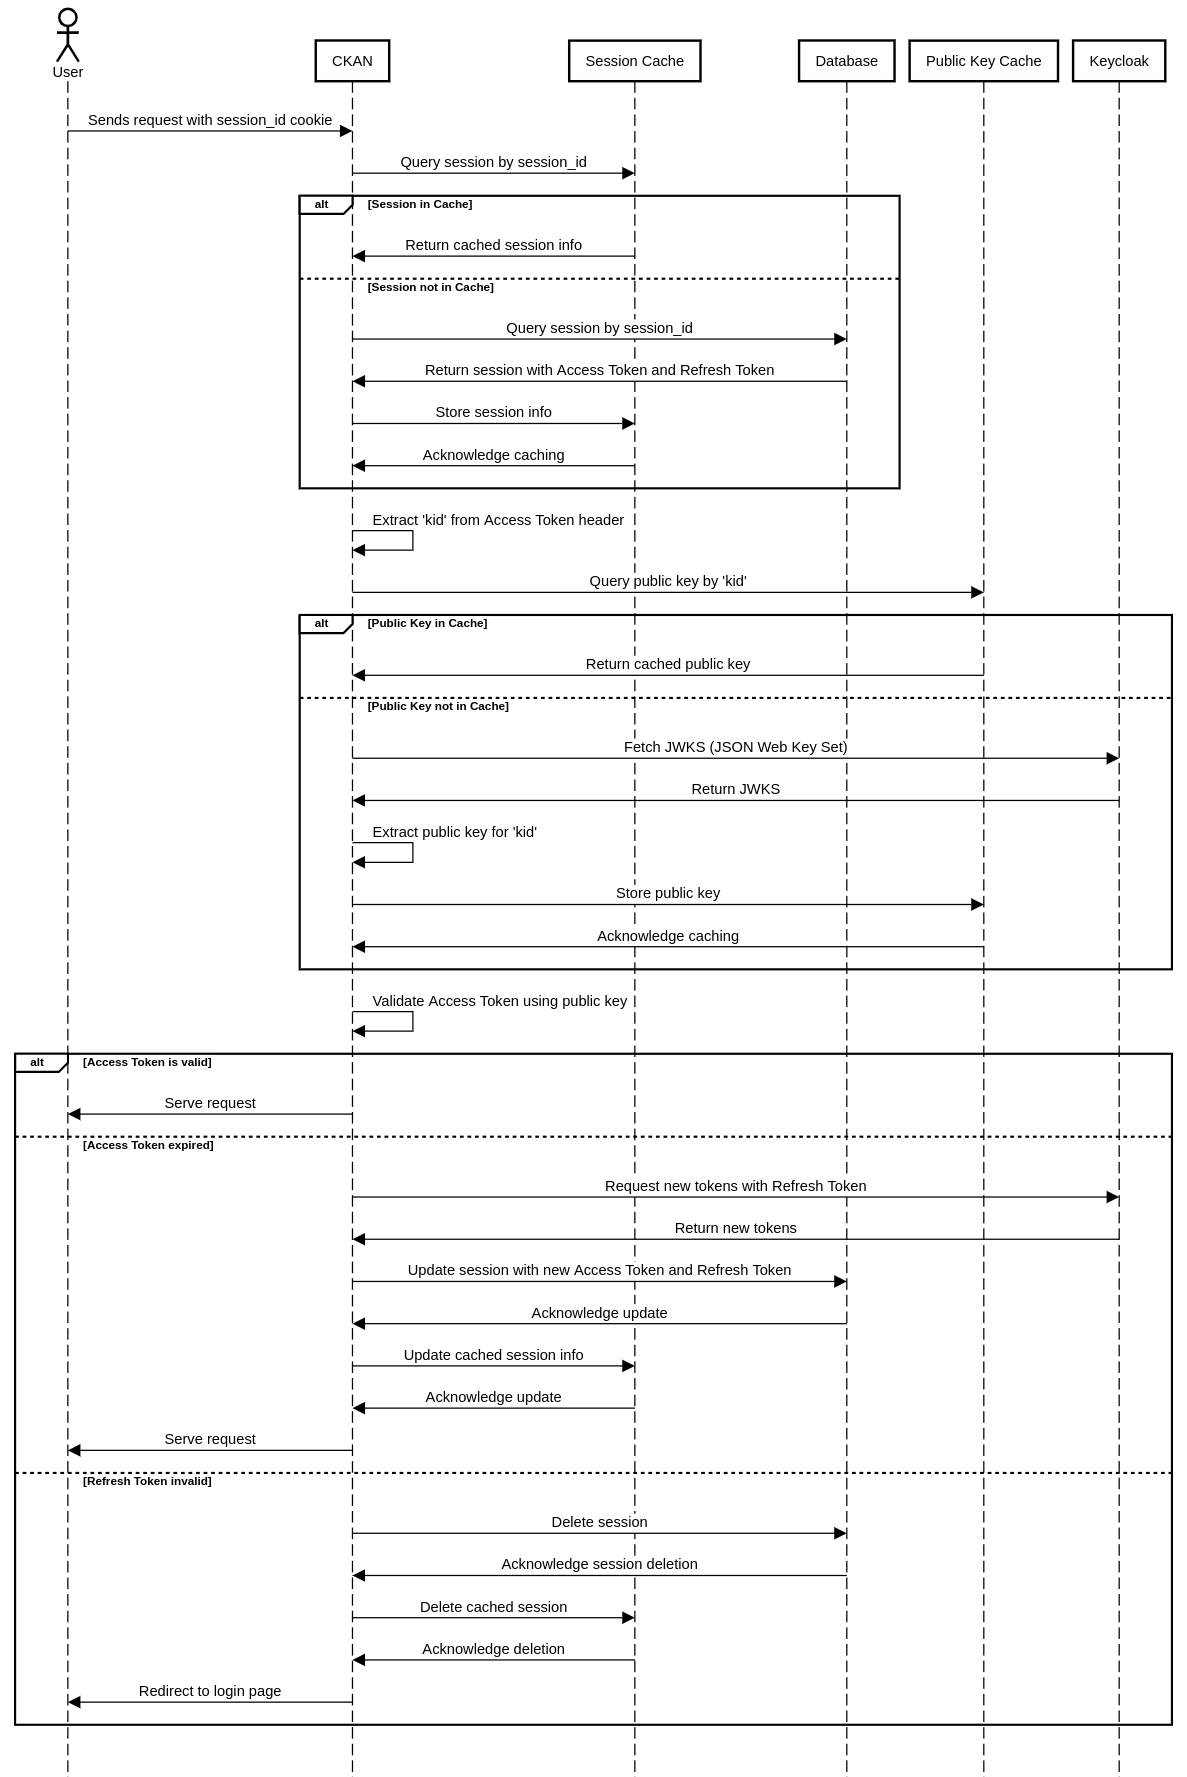 User
CKAN
Session Cache
Database
Public Key Cache
Keycloak
Sends request with session_id cookie
Query session by session_id
alt
[Session in Cache]
Return cached session info
[Session not in Cache]
Query session by session_id
Return session with Access Token and Refresh Token
Store session info
Acknowledge caching
Extract 'kid' from Access Token header
Query public key by 'kid'
alt
[Public Key in Cache]
Return cached public key
[Public Key not in Cache]
Fetch JWKS (JSON Web Key Set)
Return JWKS
Extract public key for 'kid'
Store public key
Acknowledge caching
Validate Access Token using public key
alt
[Access Token is valid]
Serve request
[Access Token expired]
Request new tokens with Refresh Token
Return new tokens
Update session with new Access Token and Refresh Token
Acknowledge update
Update cached session info
Acknowledge update
Serve request
[Refresh Token invalid]
Delete session
Acknowledge session deletion
Delete cached session
Acknowledge deletion
Redirect to login page